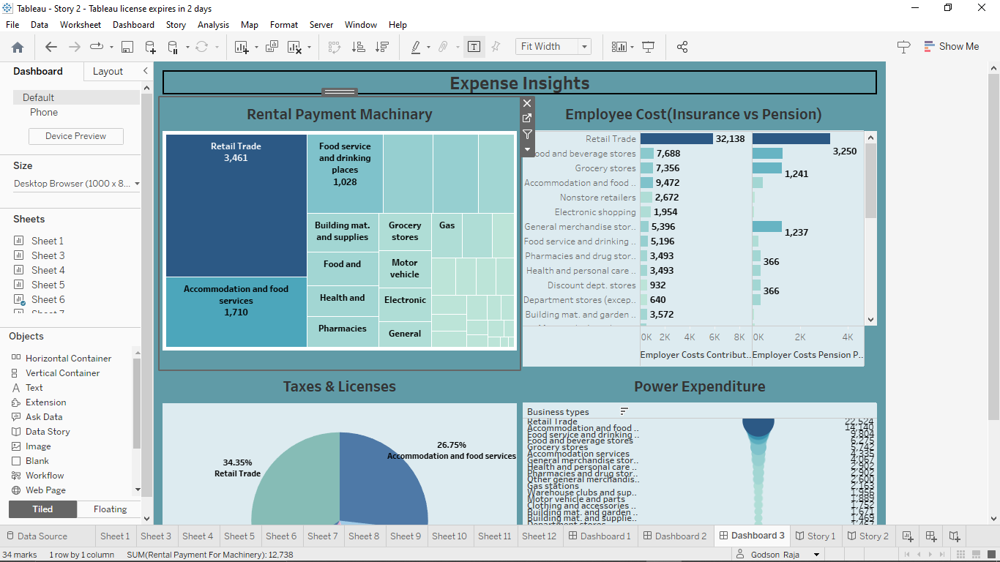 Tableau - Story 2 - Tableau license expires in 2 days
File Data Worksheet Dashboard Story Analysis Map Format Server Window Help
Fit Width
Show Me
Dashboard Layout
Default
Phone
Device Preview
Size
Desktop Browser (1000 x 8...
Sheets
Sheet 1
Sheet 3
Sheet 4
Sheet 5
Sheet 6
Objects
Horizontal Container
Vertical Container
Text
Extension
Ask Data
Data Story
Image
Blank
Workflow
Web Page
Tiled Floating
Expense Insights
Rental Payment Machinary
Retail Trade
3,461
Food service
and drinking
places
1,028
Building mat.
and supplies
Grocery
stores
Gas
Food and
Motor
vehicle
Accommodation and food
services
1,710
Health and
Electronic
Pharmacies
General
Employee Cost(Insurance vs Pension)
Retail Trade 32,138 3,250
Food and beverage stores 7,688
Grocery stores 7,356 1,241
Accommodation and food .. 9,472
Nonstore retailers 2,672
Electronic shopping 1,954
General merchandise stor.. 5,396 1,237
Food service and drinking .. 5,196
Pharmacies and drug stor.. 3,493 366
Health and personal care .. 3,493
Discount dept. stores 932 366
Department stores (excep.. 640
Building mat. and garden .. 3,572
0K 2K 4K 6K 8K 0K 2K 4K
Employer Costs Contribut.. Employer Costs Pension P..
Taxes & Licenses
26.75%
Accommodation and food services
34.35%
Retail Trade
Power Expenditure
Business types
Retail Trade 22,524
Accommodation and food .. 14,140
Food service and drinking .. 9,804
Food and beverage stores 6,275
Grocery stores 5,742
Accommodation services 4,335
General merchandise stor.. 4,067
Health and personal care .. 2,902
Pharmacies and drug stor.. 2,902
Other general merchandis.. 2,600
Gas stations 2,163
Warehouse clubs and sup..
Motor vehicle and parts
Clothing and accessories .. 1,752
Building mat. and garden .. 1,671
Building mat. and supplie.. 1,469
Department stores
Data Source Sheet 1 Sheet 3 Sheet 4 Sheet 5 Sheet 6 Sheet 7 Sheet 8 Sheet 9 Sheet 10 Sheet 11 Sheet 12 Dashboard 1 Dashboard 2 Dashboard 3 Story 1 Story 2
34 marks 1 row by 1 column SUM(Rental Payment For Machinery): 12,738 Godson Raja